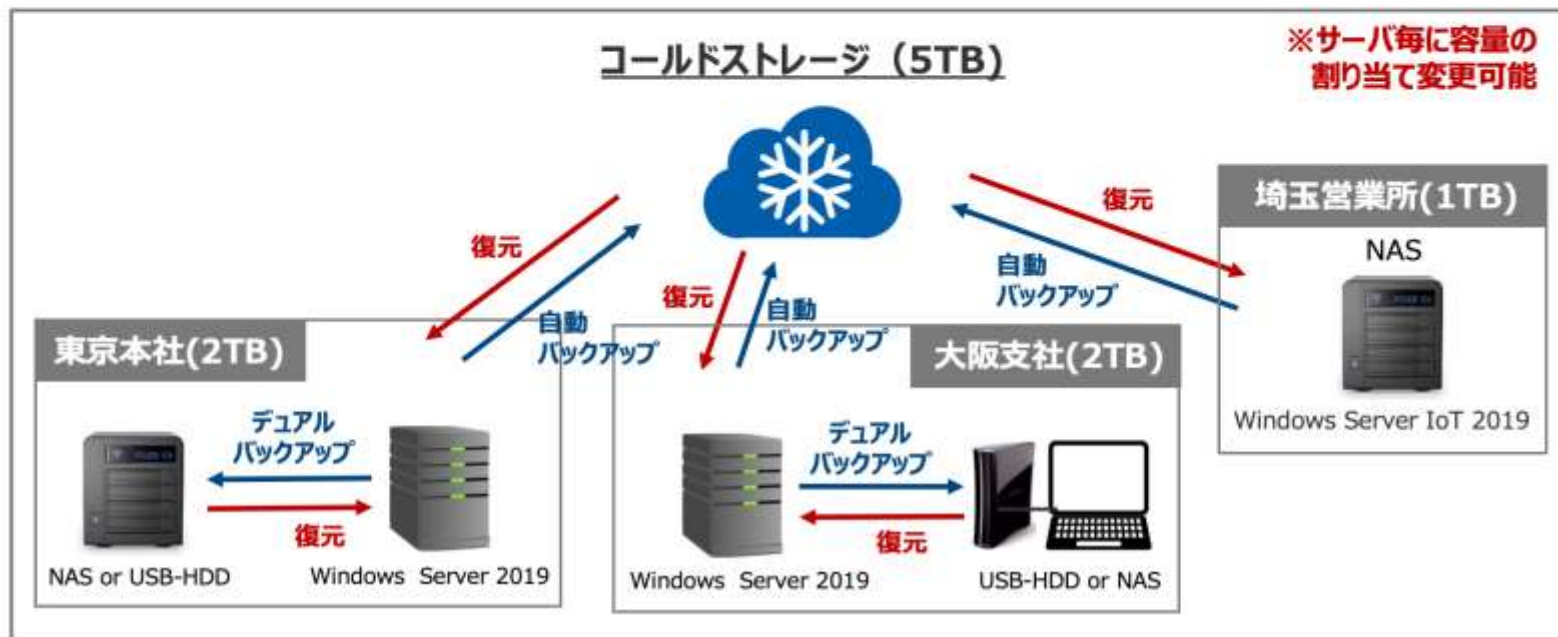 コールドストレージ（5TB)
※サーバ毎に容量の
割り当て変更可能
復元
自動
バックアップ
復元
自動
バックアップ
復元
自動
バックアップ
埼玉営業所(1TB)
NAS
Windows Server IoT 2019
東京本社(2TB)
デュアル
バックアップ
復元
NAS or USB-HDD
Windows Server 2019
大阪支社(2TB)
デュアル
バックアップ
復元
Windows Server 2019
USB-HDD or NAS